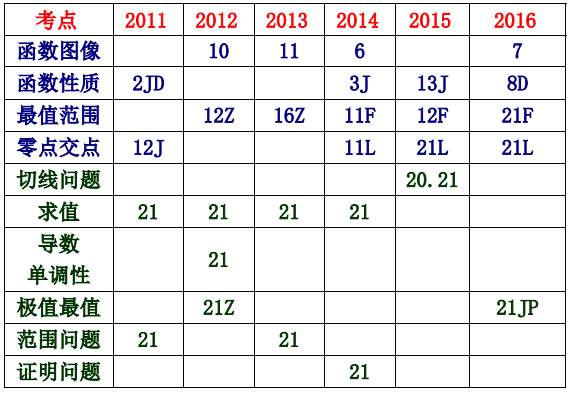 考点 2011 2012 2013 2014 2015 2016
函数图像 10 11 6 7
函数性质 2JD 3J 13J 8D
最值范围 12Z 16Z 11F 12F 21F
零点交点 12J 11L 21L 21L
切线问题 20.21
求值 21 21 21 21
导数
单调性 21
极值最值 21Z 21JP
范围问题 21 21
证明问题 21